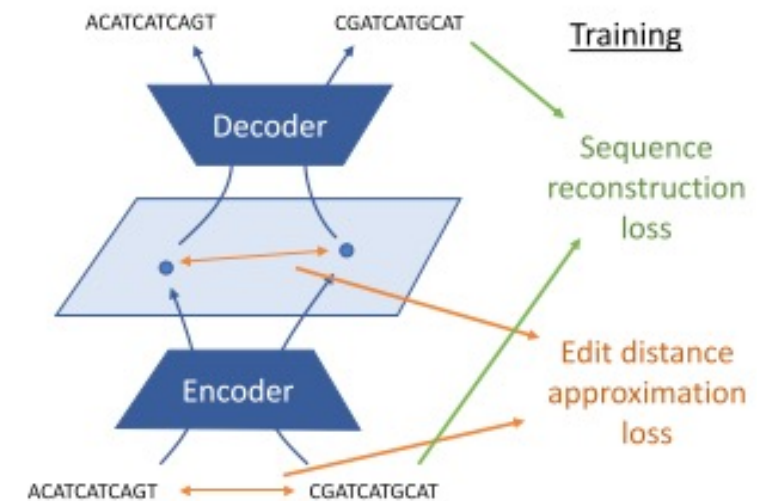 ACATCATCAGT CGATCATGCAT
Training
Decoder
Sequence
reconstruction
loss
Edit distance
approximation
loss
Encoder
ACATCATCAGT CGATCATGCAT